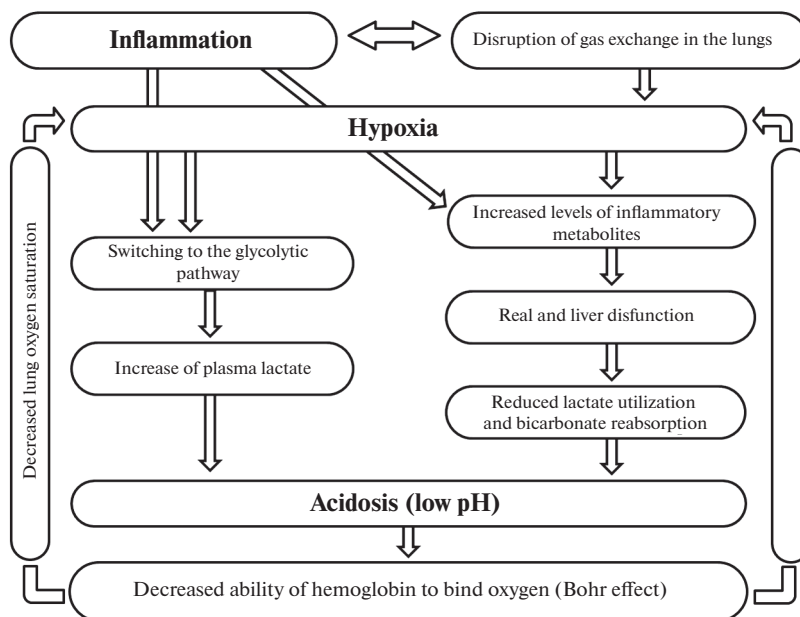 Inflammation
Disruption of gas exchange in the lungs
Hypoxia
Increased levels of inflammatory
metabolites
Switching to the glycolytic
pathway
Real and liver disfunction
Increase of plasma lactate
Reduced lactate utilization
and bicarbonate reabsorption
Decreased lung oxygen saturation
Acidosis (low pH)
Decreased ability of hemoglobin to bind oxygen (Bohr effect)